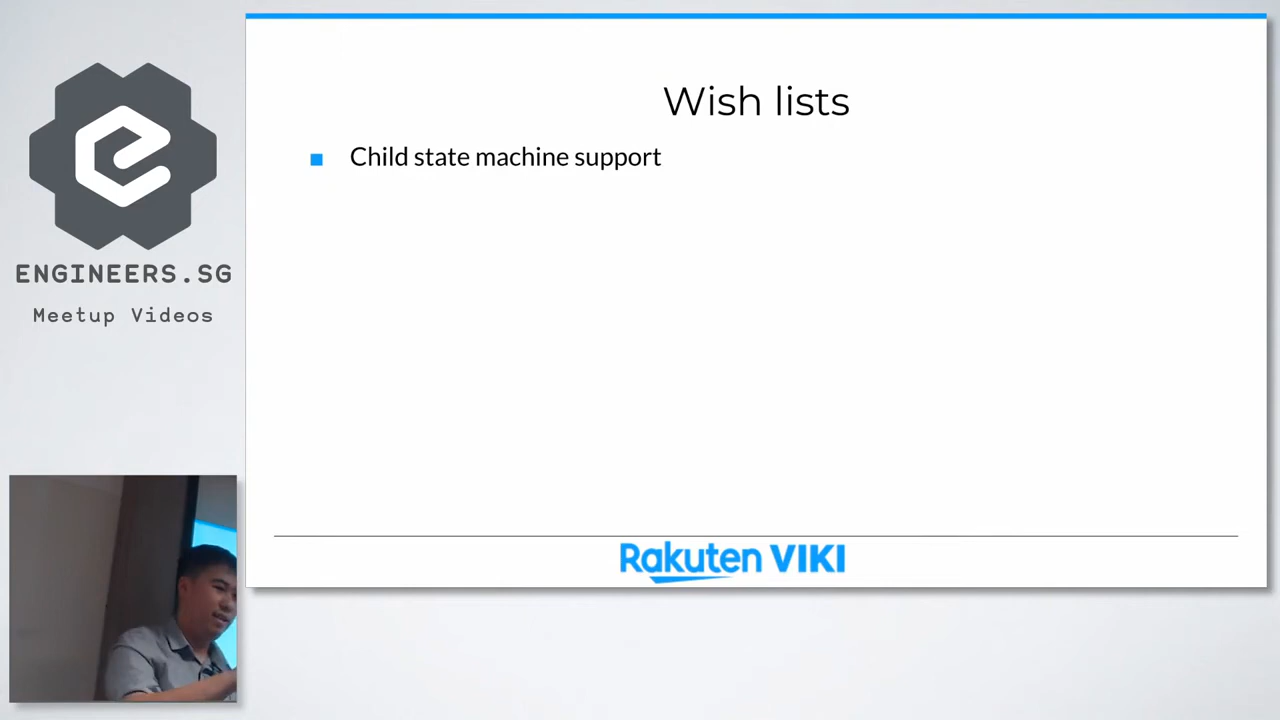 ENGINEERS.SG
Meetup Videos
Wish lists
Child state machine support
Rakuten VIKI